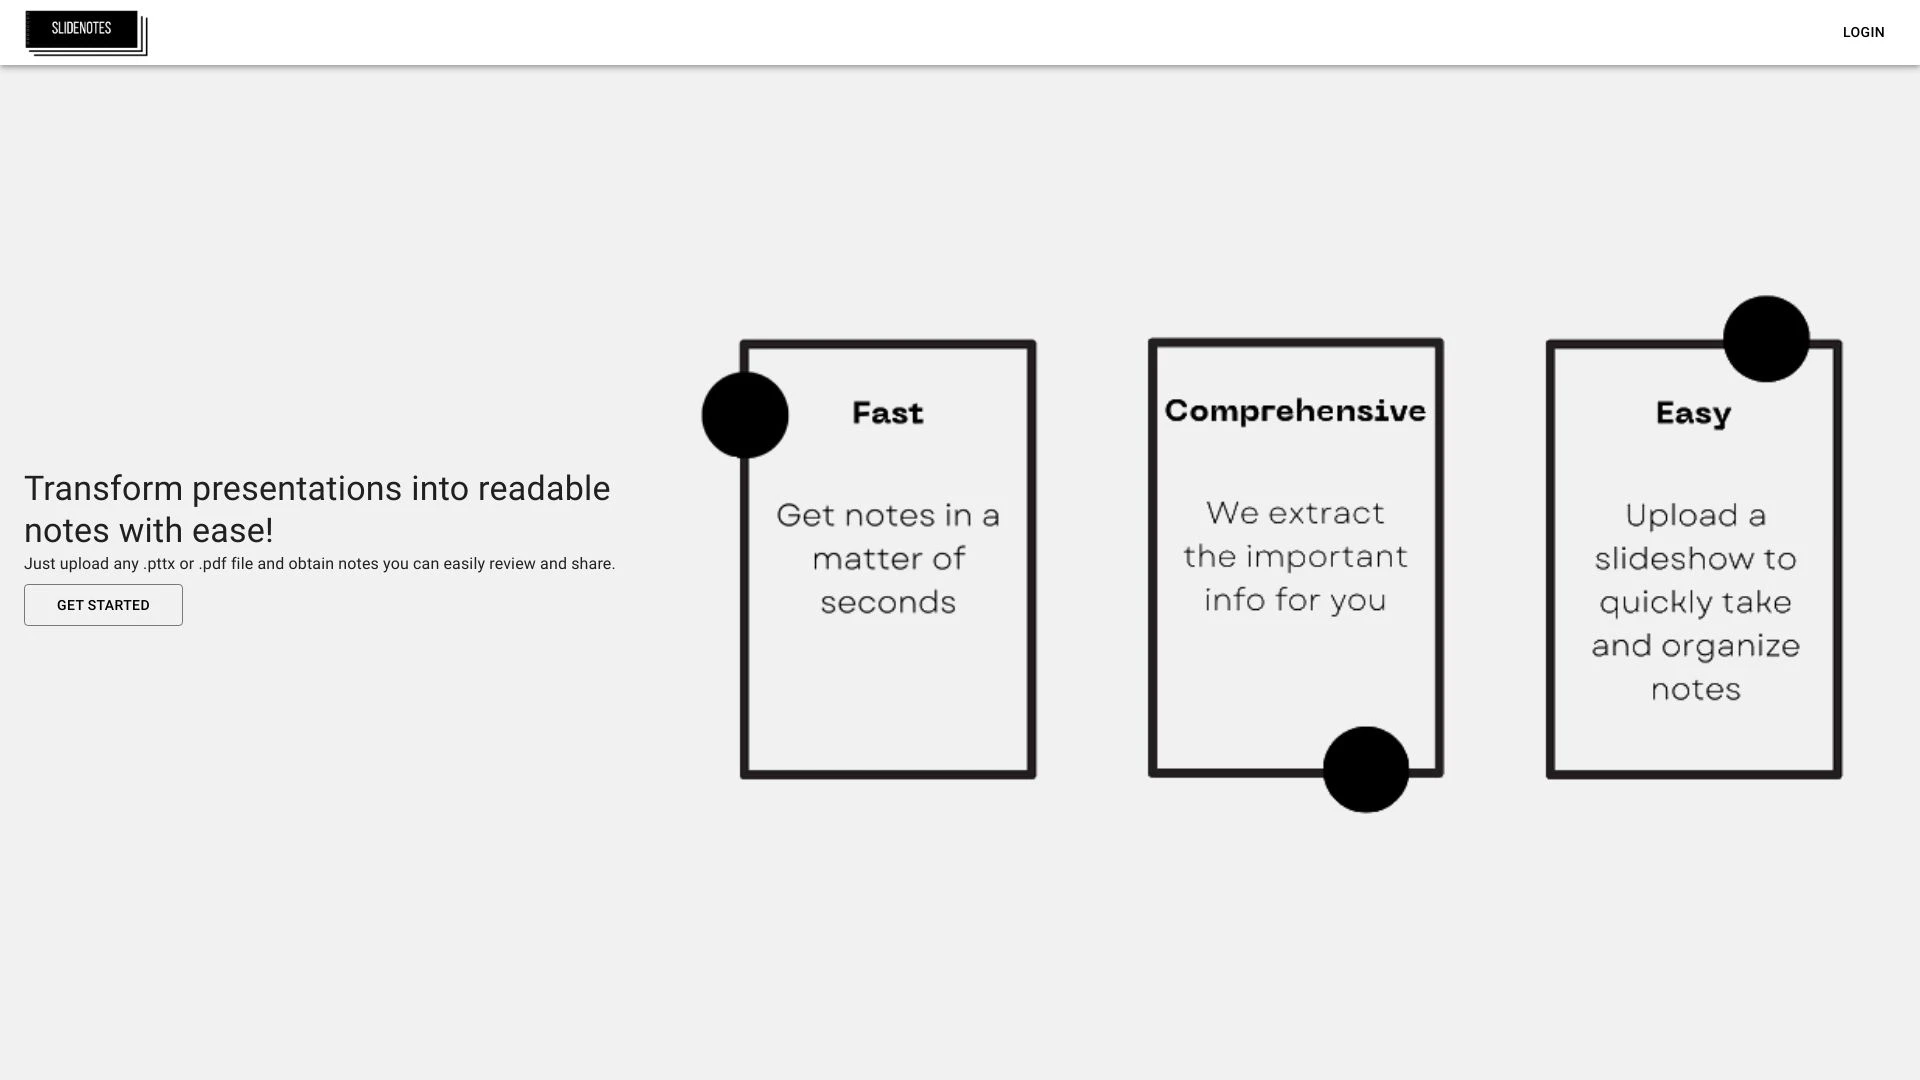 SLIDENOTES
LOGIN
Transform presentations into readable
notes with ease!
Just upload any .pttx or .pdf file and obtain notes you can easily review and share.
GET STARTED
Fast
Get notes in a
matter of
seconds
Comprehensive
We extract
the important
info for you
Easy
Upload a
slideshow to
quickly take
and organize
notes